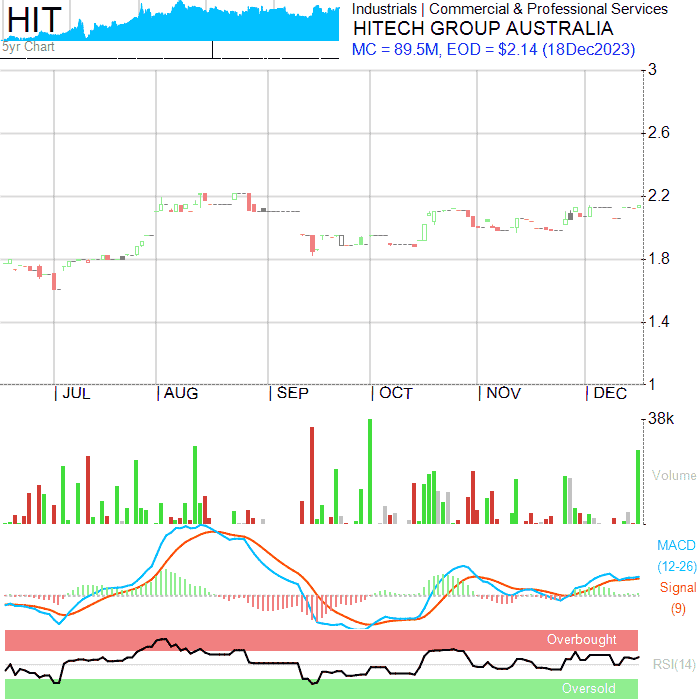 HIT
5yr Chart
Industrials | Commercial & Professional Services
HITECH GROUP AUSTRALIA
MC = 89.5M, EOD = $2.14 (18Dec2023)
3
2.6
2.2
1.8
1.4
1
JUL AUG SEP OCT NOV DEC
38k
Volume
MACD
(12-26)
Signal
(9)
Overbought
RSI(14)
Oversold